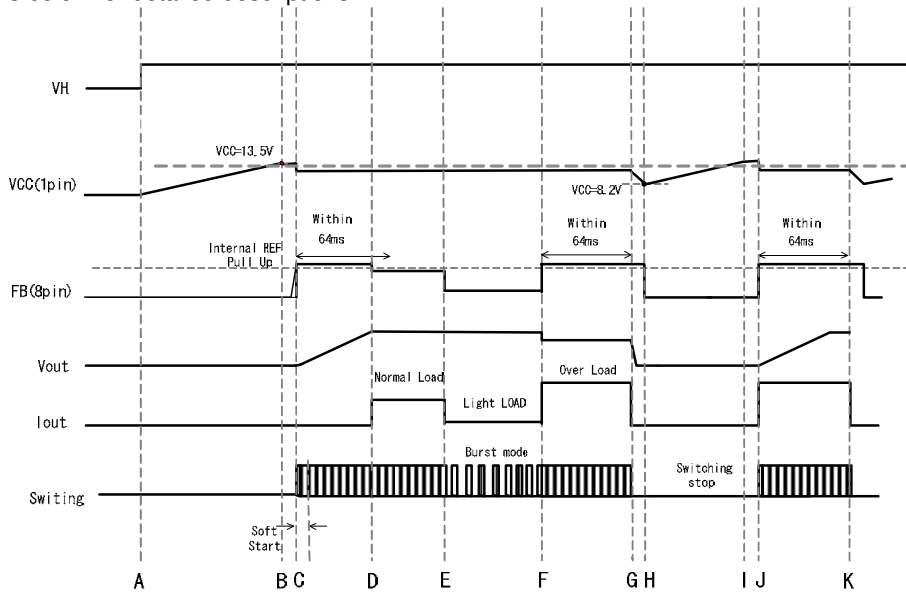 VH
VCC=13.5V
VCC(1pin)
VCC=8.2V
Within
64ms
Within
64ms
Within
64ms
Internal REF
Pull Up
FB(8pin)
Vout
Normal Load
Over Load
Light LOAD
Iout
Burst mode
Switching
stop
Switing
Soft
Start
A B C D E F G H I J K